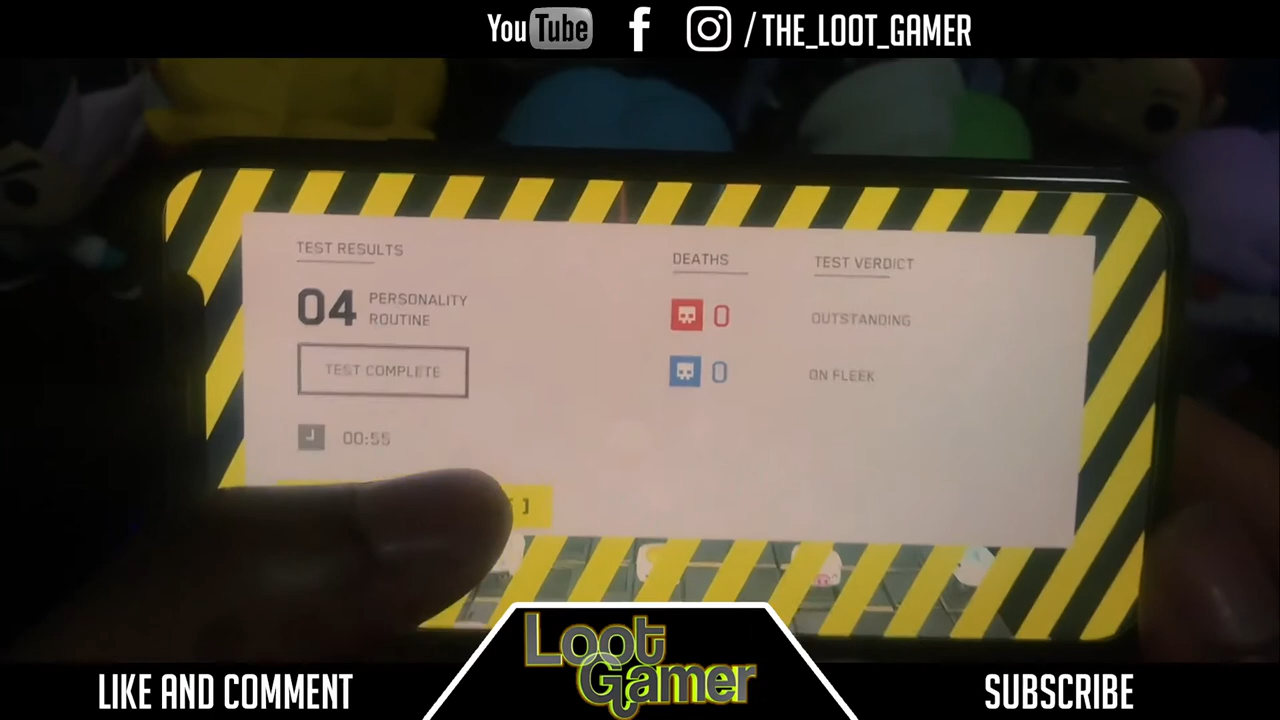 YouTube f / THE_LOOT_GAMER
TEST RESULTS
04 PERSONALITY
ROUTINE
TEST COMPLETE
00:55
]
DEATHS
0
0
TEST VERDICT
OUTSTANDING
ON FLEEK
LIKE AND COMMENT
Loot
Gamer
SUBSCRIBE